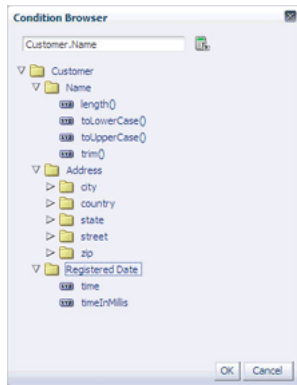 Condition Browser
Customer.Name
Customer
Name
length()
toLowerCase()
toUpperCase()
trim()
Address
city
country
state
street
zip
Registered Date
time
timeInMillis
OK Cancel